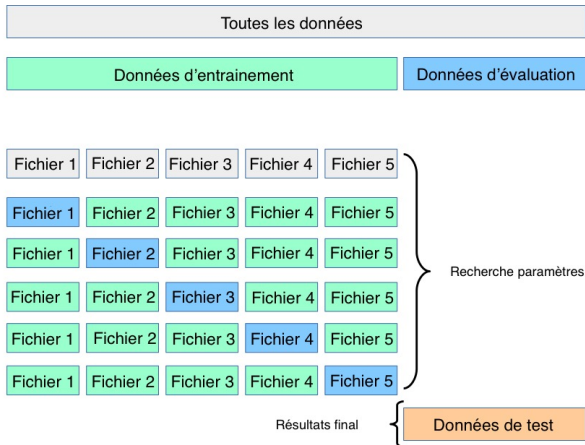 Toutes les données
Données d'entrainement Données d'évaluation
Fichier 1 Fichier 2 Fichier 3 Fichier 4 Fichier 5
Fichier 1 Fichier 2 Fichier 3 Fichier 4 Fichier 5
Fichier 1 Fichier 2 Fichier 3 Fichier 4 Fichier 5
Recherche paramètres
Fichier 1 Fichier 2 Fichier 3 Fichier 4 Fichier 5
Fichier 1 Fichier 2 Fichier 3 Fichier 4 Fichier 5
Fichier 1 Fichier 2 Fichier 3 Fichier 4 Fichier 5
Résultats final Données de test